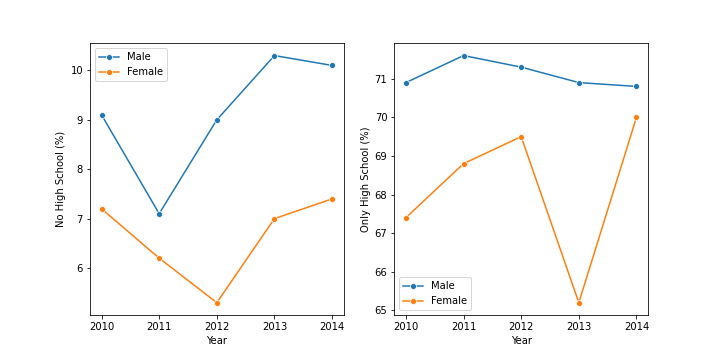 Male
Female
10
9
8
7
6
No High School (%)
2010 2011 2012 2013 2014
Year
71
70
69
68
67
66
65
Only High School (%)
Male
Female
2010 2011 2012 2013 2014
Year